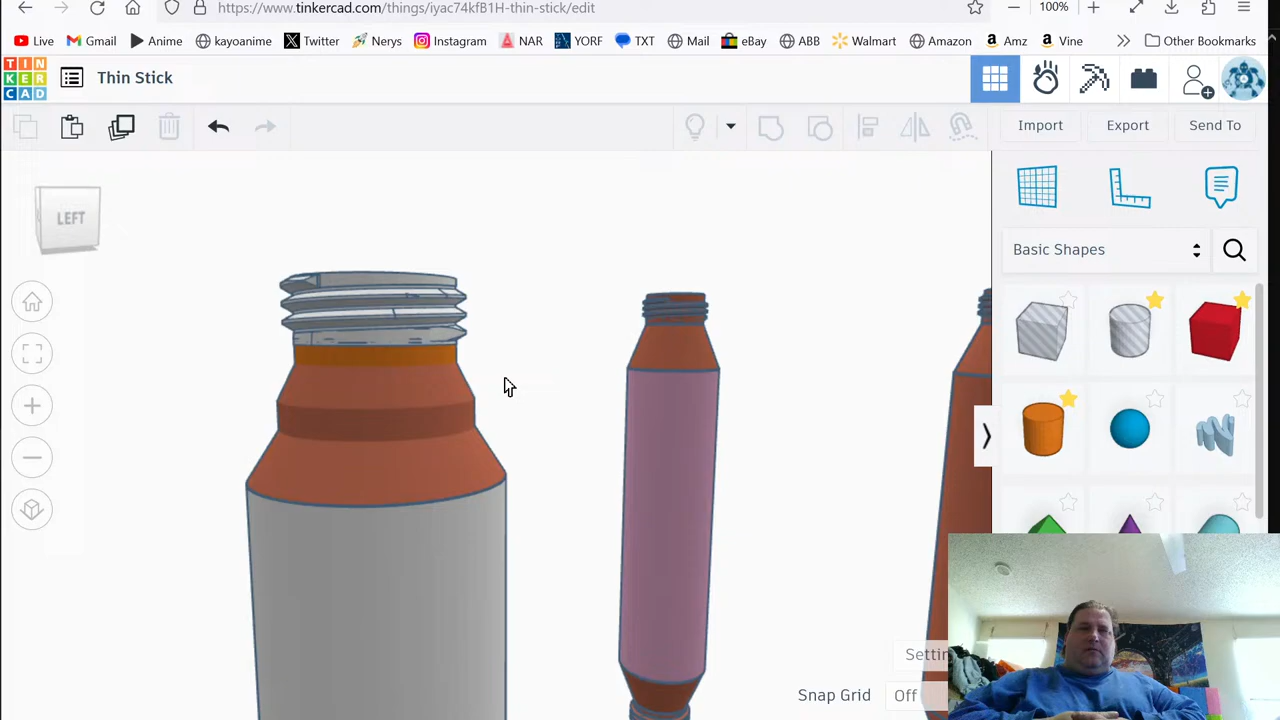 https://www.tinkercad.com/things/iyac74kfB1H-thin-stick/edit
100%
Live
Gmail
Anime
kayoanime
Twitter
Nerys
Instagram
NAR
YORF
TXT
Mail
eBay
ABB
Walmart
Amazon
Amz
Vine
Other Bookmarks
TIN
KER
CAD
Thin Stick
Import
Export
Send To
LEFT
Basic Shapes
Settin
Snap Grid
Off